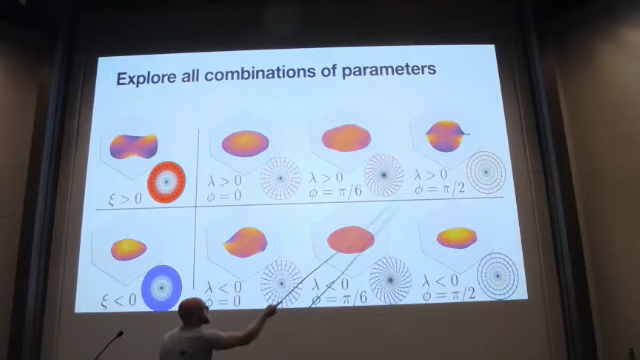 Explore all combinations of parameters
ξ > 0
λ > 0
ϕ = 0
λ > 0
ϕ = π/6
λ > 0
ϕ = π/2
ξ < 0
λ < 0
ϕ = 0
λ < 0
ϕ = π/6
λ < 0
ϕ = π/2